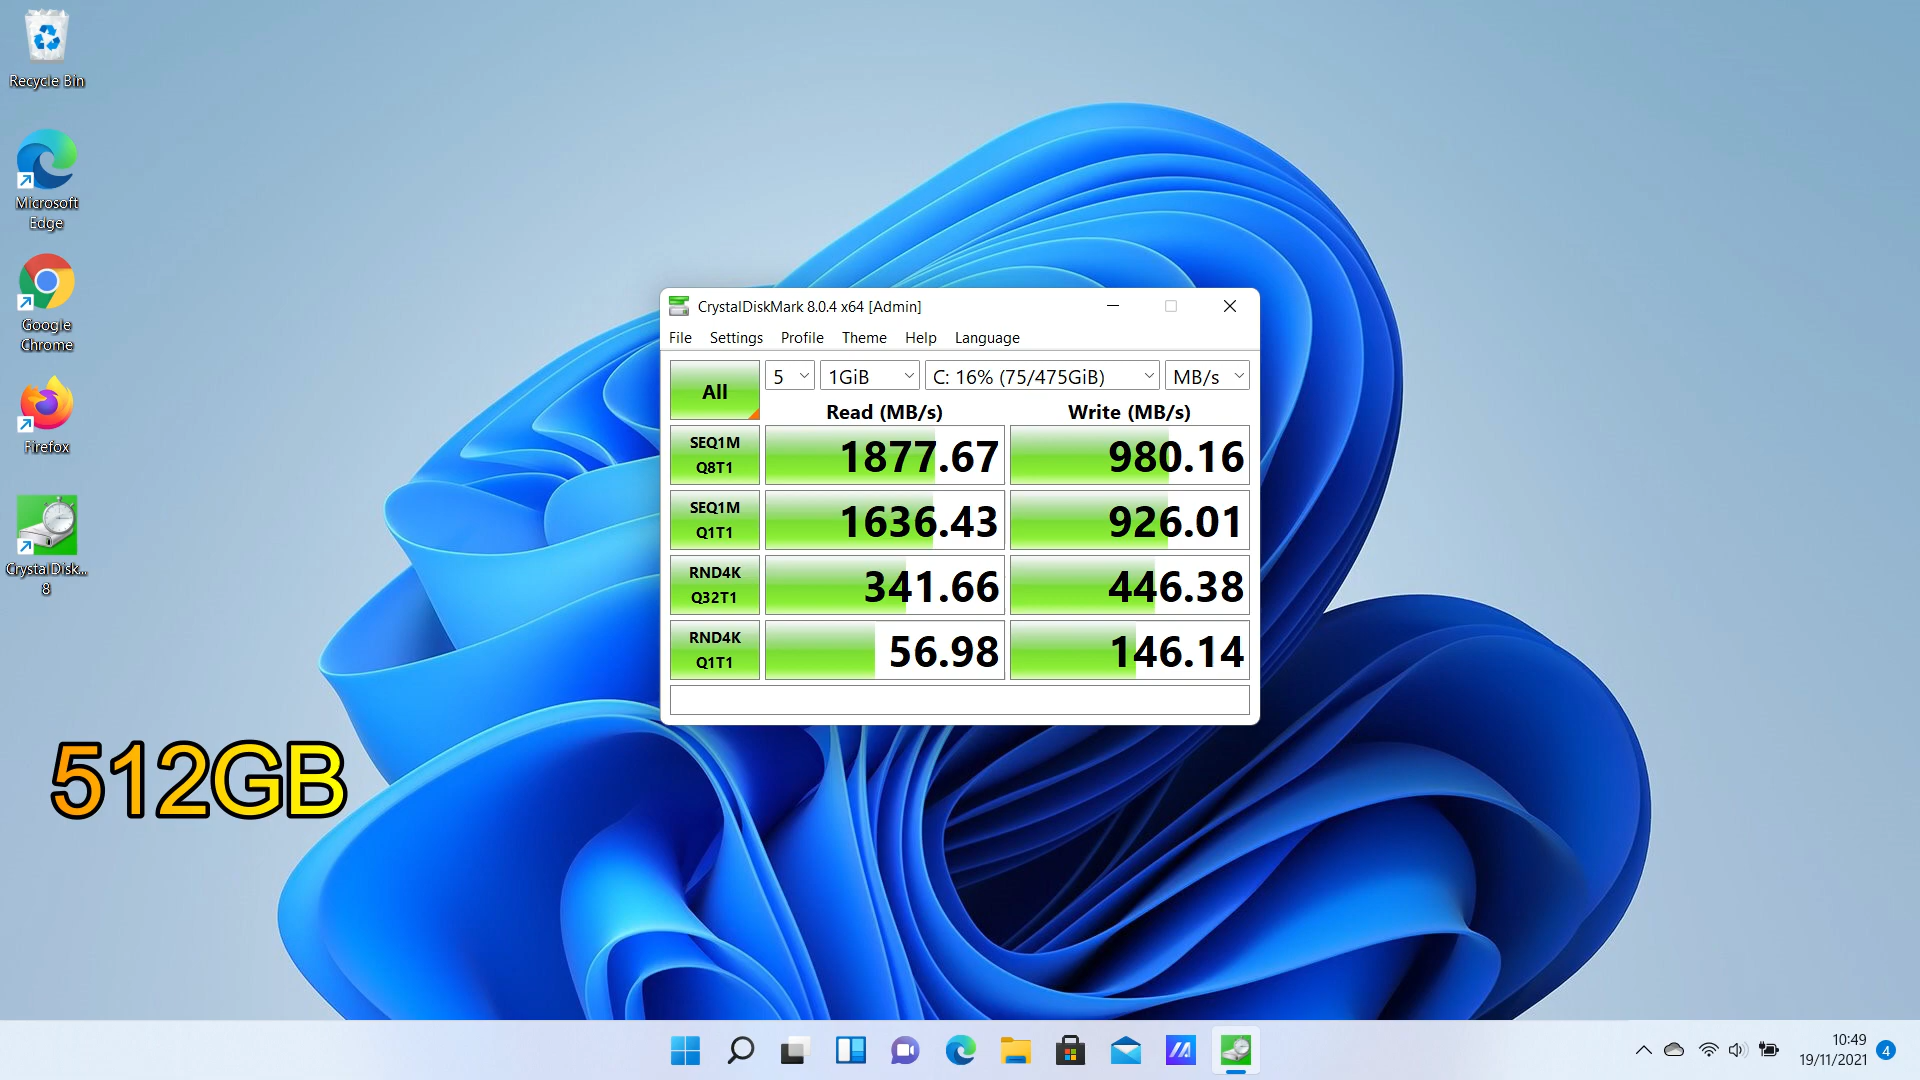 Recycle Bin
Microsoft
Edge
Google
Chrome
Firefox
CrystalDisk...
8
512GB
CrystalDiskMark 8.0.4 x64 [Admin]
File Settings Profile Theme Help Language
All 5 1GiB C: 16% (75/475GiB) MB/s
Read (MB/s) Write (MB/s)
SEQ1M
Q8T1 1877.67 980.16
SEQ1M
Q1T1 1636.43 926.01
RND4K
Q32T1 341.66 446.38
RND4K
Q1T1 56.98 146.14
10:49
19/11/2021 4